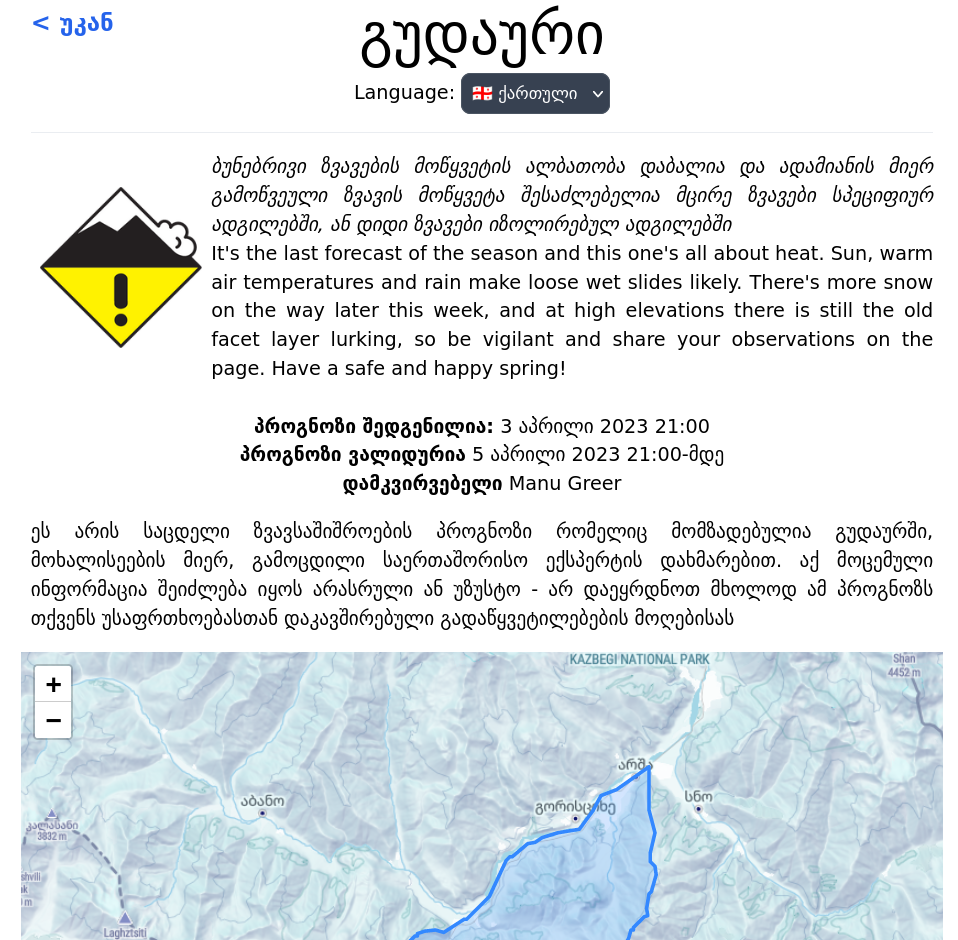 < უკან
გუდაური
Language: ქართული
ბუნებრივი ზვავების მოწყვეტის ალბათობა დაბალია და ადამიანის მიერ
გამოწვეული ზვავის მოწყვეტა შესაძლებელია მცირე ზვავები სპეციფიურ
ადგილებში, ან დიდი ზვავები იზოლირებულ ადგილებში
It's the last forecast of the season and this one's all about heat. Sun, warm
air temperatures and rain make loose wet slides likely. There's more snow
on the way later this week, and at high elevations there is still the old
facet layer lurking, so be vigilant and share your observations on the
page. Have a safe and happy spring!
პროგნოზი შედგენილია: 3 აპრილი 2023 21:00
პროგნოზი ვალიდურია 5 აპრილი 2023 21:00-მდე
დამკვირვებელი Manu Greer
ეს არის საცდელი ზვავსაშიშროების პროგნოზი რომელიც მომზადებულია გუდაურში,
მოხალისეების მიერ, გამოცდილი საერთაშორისო ექსპერტის დახმარებით. აქ მოცემული
ინფორმაცია შეიძლება იყოს არასრული ან უზუსტო - არ დაეყრდნოთ მხოლოდ ამ პროგნოზს
თქვენს უსაფრთხოებასთან დაკავშირებული გადაწყვეტილებების მოღებისას
KAZBEGI NATIONAL PARK
Shan
4452 m
+
−
არშა
აბანო
გორისციხე
სნო
კალასანი
3832 m
Laghztsiti